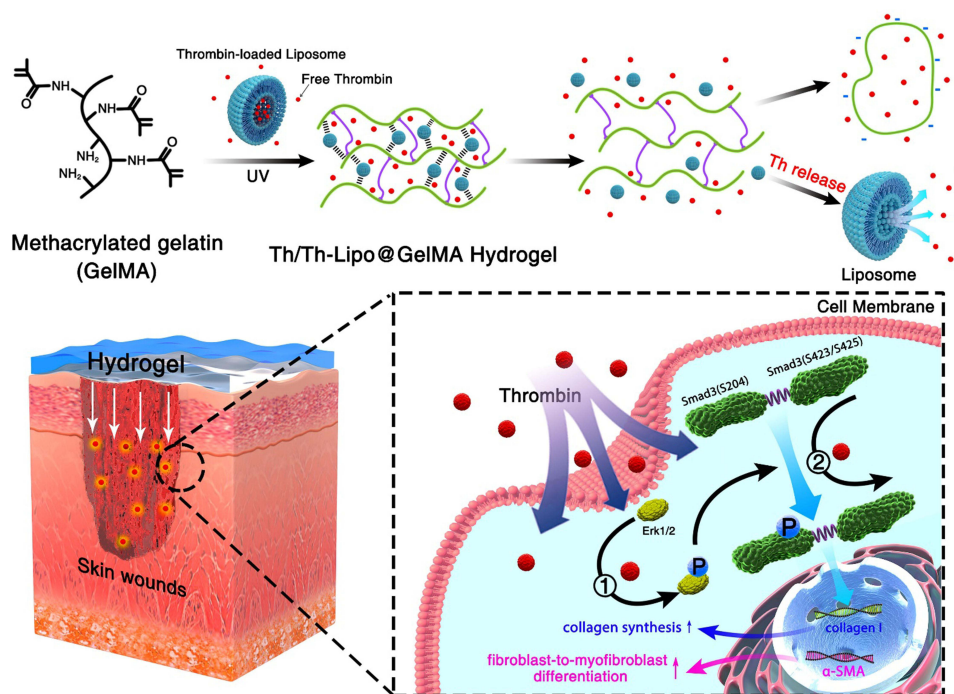 Thrombin-loaded Liposome
Free Thrombin
NH
O
NH
O
NH₂
NH
O
NH₂
UV
Th release
Methacrylated gelatin
(GelMA)
Th/Th-Lipo@GelMA Hydrogel
Liposome
Hydrogel
Skin wounds
Cell Membrane
Thrombin
Smad3(S204)
Smad3(S423/S425)
Erk1/2
P
1
2
P
collagen synthesis ↑
collagen I
fibroblast-to-myofibroblast
differentiation ↑
α-SMA